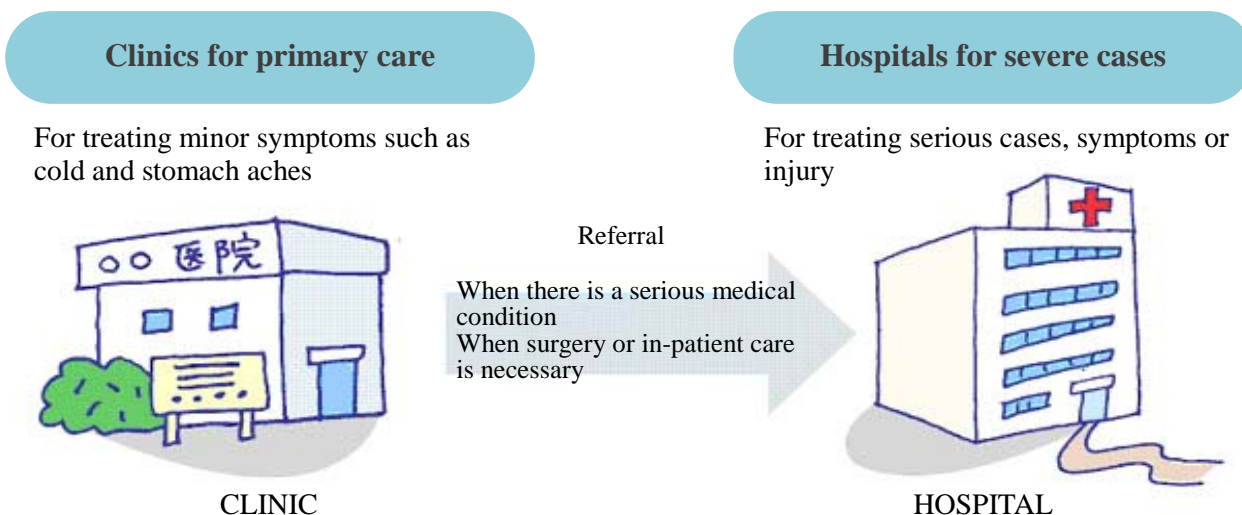 Clinics for primary care
For treating minor symptoms such as
cold and stomach aches
○○医院
CLINIC
Referral
When there is a serious medical
condition
When surgery or in-patient care
is necessary
Hospitals for severe cases
For treating serious cases, symptoms or
injury
HOSPITAL